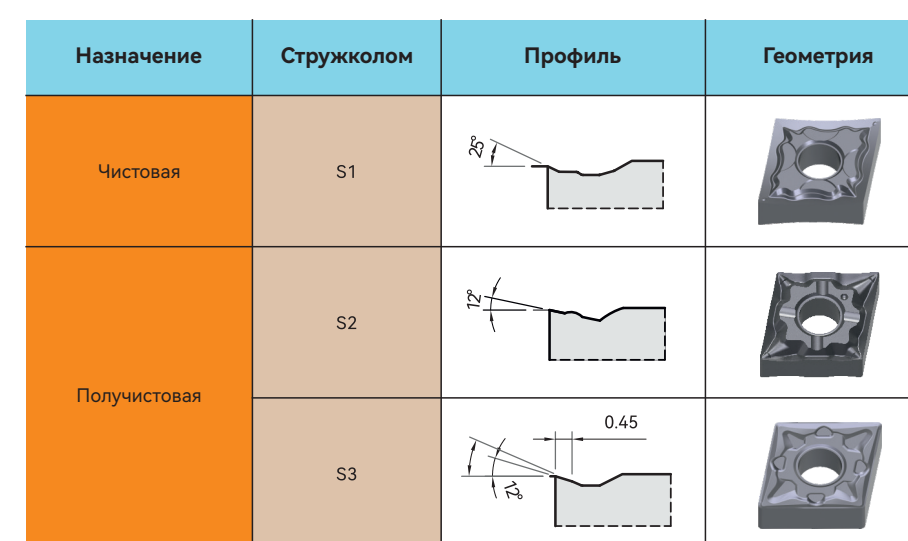 Назначение Стружколом Профиль Геометрия
Чистовая S1 25°
S2 12°
Получистовая
0.45
S3 12°